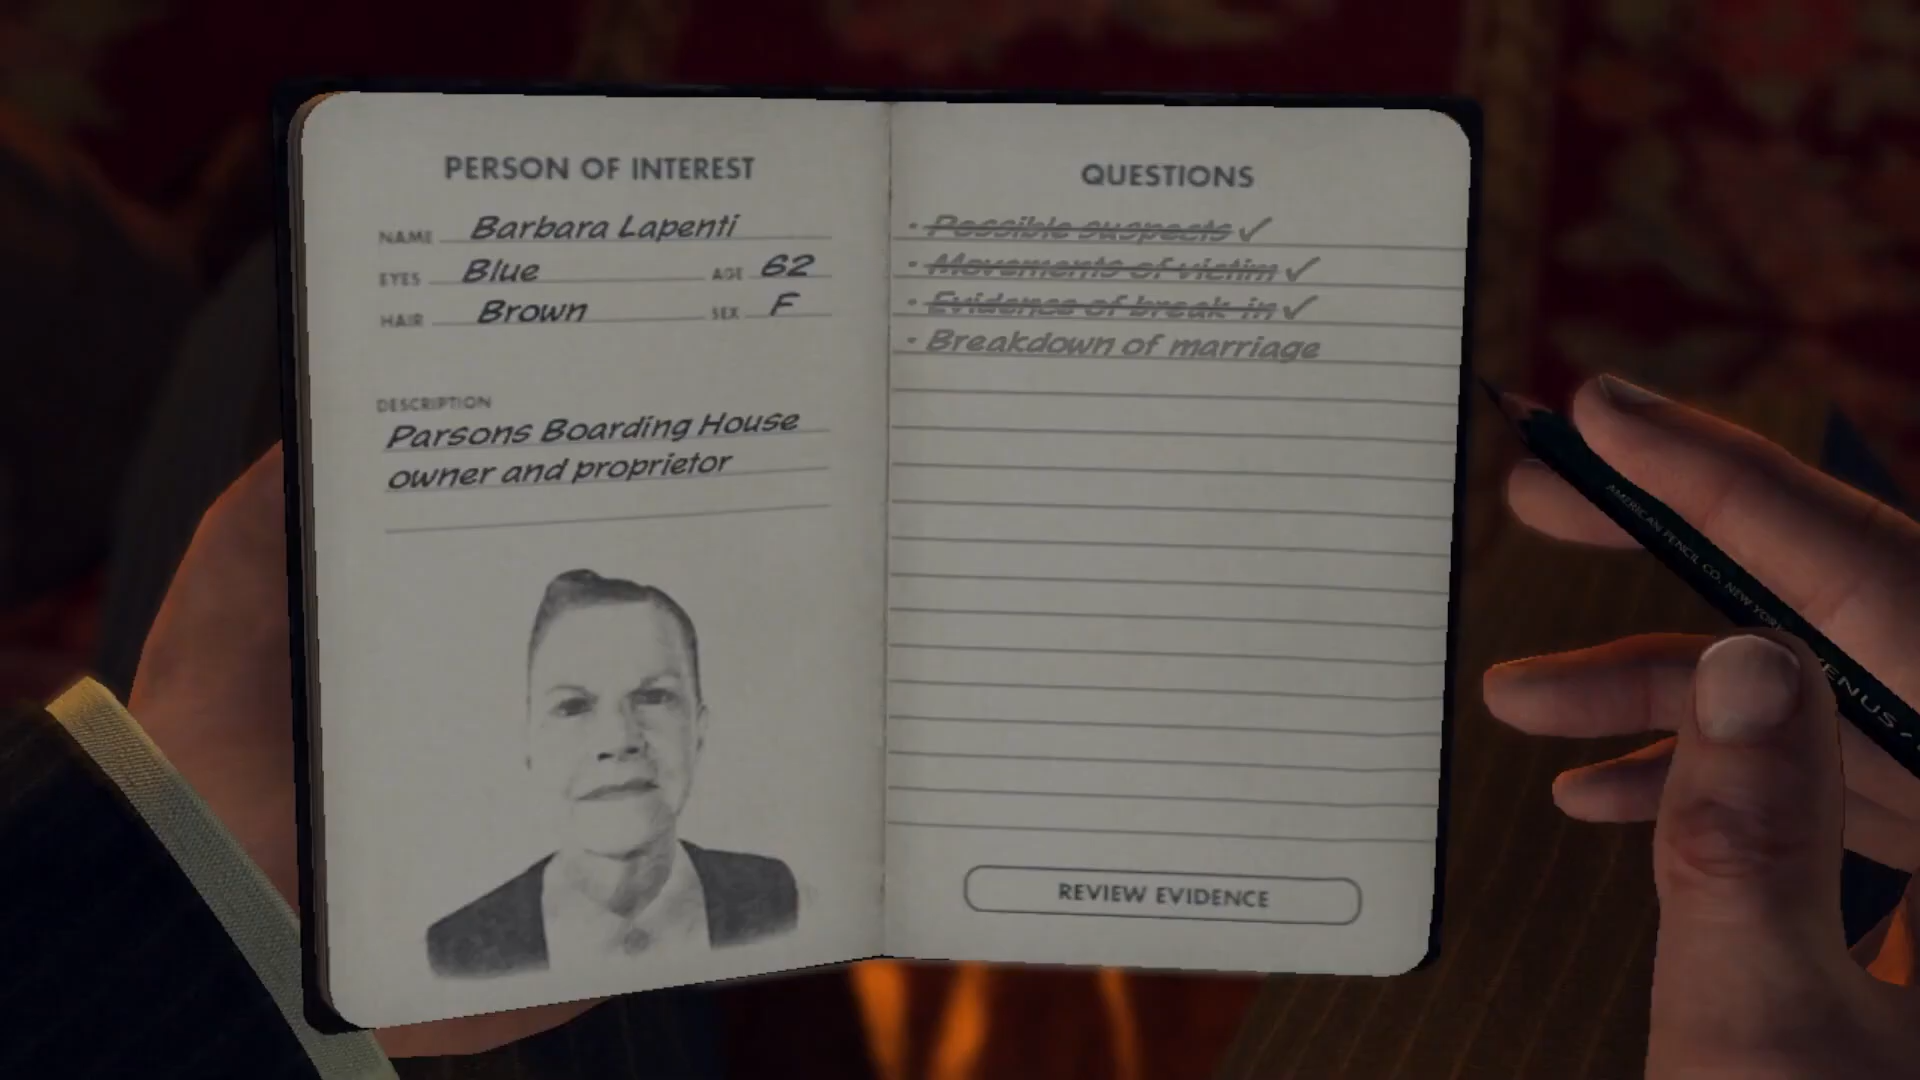 PERSON OF INTEREST
NAME Barbara Lapenti
EYES Blue AGE 62
HAIR Brown SEX F
DESCRIPTION
Parsons Boarding House
owner and proprietor
QUESTIONS
• Possible suspects ✓
• Movements of victim ✓
• Evidence of break-in ✓
• Breakdown of marriage
REVIEW EVIDENCE
AMERICAN PENCIL CO. NEW YORK
VENUS